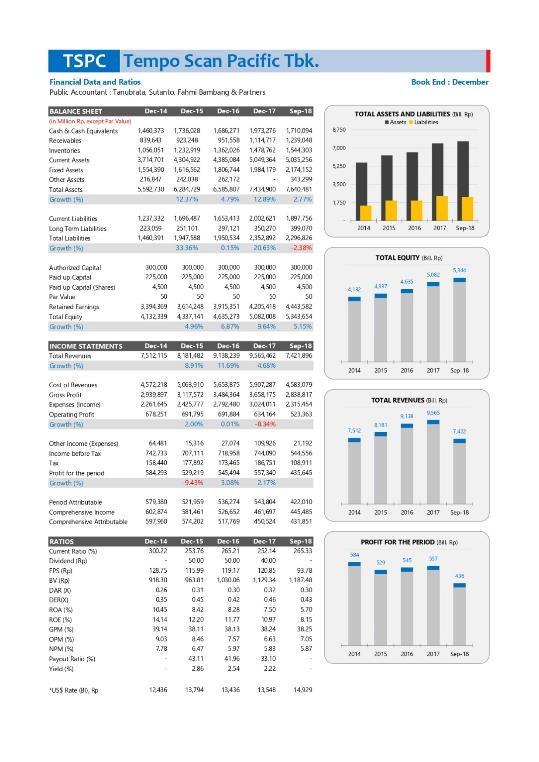 TSPC Tempo Scan Pacific Tbk.
Financial Data and Ratios Book End : December
Public Accountant : Tanubrata, Sutanto, Fahmi Bambang & Partners
BALANCE SHEET Dec-14 Dec-15 Dec-16 Dec-17 Sep-18
(in Million Rp, except Par Value)
Cash & Cash Equivalents 1,460,373 1,736,028 1,686,271 1,973,276 1,710,094
Receivables 839,643 923,248 951,558 1,114,717 1,239,048
Inventories 1,056,051 1,232,919 1,362,026 1,478,762 1,544,303
Current Assets 3,714,701 4,304,922 4,385,084 5,049,364 5,035,256
Fixed Assets 1,554,390 1,616,562 1,806,744 1,984,179 2,174,152
Other Assets 216,847 242,038 262,172 - 343,299
Total Assets 5,592,730 6,284,729 6,585,807 7,434,900 7,640,481
Growth (%) 12.37% 4.79% 12.89% 2.77%
Current Liabilities 1,237,332 1,696,487 1,653,413 2,002,621 1,897,756
Long Term Liabilities 223,059 251,101 297,121 350,270 399,070
Total Liabilities 1,460,391 1,947,588 1,950,534 2,352,892 2,296,826
Growth (%) 33.36% 0.15% 20.63% -2.38%
Authorized Capital 300,000 300,000 300,000 300,000 300,000
Paid up Capital 225,000 225,000 225,000 225,000 225,000
Paid up Capital (Shares) 4,500 4,500 4,500 4,500 4,500
Par Value 50 50 50 50 50
Retained Earnings 3,394,369 3,614,248 3,915,351 4,205,418 4,443,582
Total Equity 4,132,339 4,337,141 4,635,273 5,082,008 5,343,654
Growth (%) 4.96% 6.87% 9.64% 5.15%
INCOME STATEMENTS Dec-14 Dec-15 Dec-16 Dec-17 Sep-18
Total Revenues 7,512,115 8,181,482 9,138,239 9,565,462 7,421,896
Growth (%) 8.91% 11.69% 4.68%
Cost of Revenues 4,572,218 5,063,910 5,653,875 5,907,287 4,583,079
Gross Profit 2,939,897 3,117,572 3,484,364 3,658,175 2,838,817
Expenses (Income) 2,261,645 2,425,777 2,792,480 3,024,011 2,315,454
Operating Profit 678,251 691,795 691,884 634,164 523,363
Growth (%) 2.00% 0.01% -8.34%
Other Income (Expenses) 64,481 15,316 27,074 109,926 21,192
Income before Tax 742,733 707,111 718,958 744,090 544,556
Tax 158,440 177,892 173,465 186,751 108,911
Profit for the period 584,293 529,219 545,494 557,340 435,645
Growth (%) -9.43% 3.08% 2.17%
Period Attributable 579,380 521,959 536,274 543,804 422,010
Comprehensive Income 602,874 581,461 526,652 461,697 445,485
Comprehensive Attributable 597,960 574,202 517,769 450,524 431,851
RATIOS Dec-14 Dec-15 Dec-16 Dec-17 Sep-18
Current Ratio (%) 300.22 253.76 265.21 252.14 265.33
Dividend (Rp) - 50.00 50.00 40.00 -
EPS (Rp) 128.75 115.99 119.17 120.85 93.78
BV (Rp) 918.30 963.81 1,030.06 1,129.34 1,187.48
DAR (X) 0.26 0.31 0.30 0.32 0.30
DER(X) 0.35 0.45 0.42 0.46 0.43
ROA (%) 10.45 8.42 8.28 7.50 5.70
ROE (%) 14.14 12.20 11.77 10.97 8.15
GPM (%) 39.14 38.11 38.13 38.24 38.25
OPM (%) 9.03 8.46 7.57 6.63 7.05
NPM (%) 7.78 6.47 5.97 5.83 5.87
Payout Ratio (%) - 43.11 41.96 33.10 -
Yield (%) - 2.86 2.54 2.22 -
*US$ Rate (BI), Rp 12,436 13,794 13,436 13,548 14,929
TOTAL ASSETS AND LIABILITIES (Bill. Rp)
Assets Liabilities
8,750
7,000
5,250
3,500
1,750
-
2014 2015 2016 2017 Sep-18
TOTAL EQUITY (Bill. Rp)
4,132 4,337 4,635 5,082 5,344
2014 2015 2016 2017 Sep-18
TOTAL REVENUES (Bill. Rp)
7,512 8,181 9,138 9,565 7,422
2014 2015 2016 2017 Sep-18
PROFIT FOR THE PERIOD (Bill. Rp)
584 529 545 557 436
2014 2015 2016 2017 Sep-18